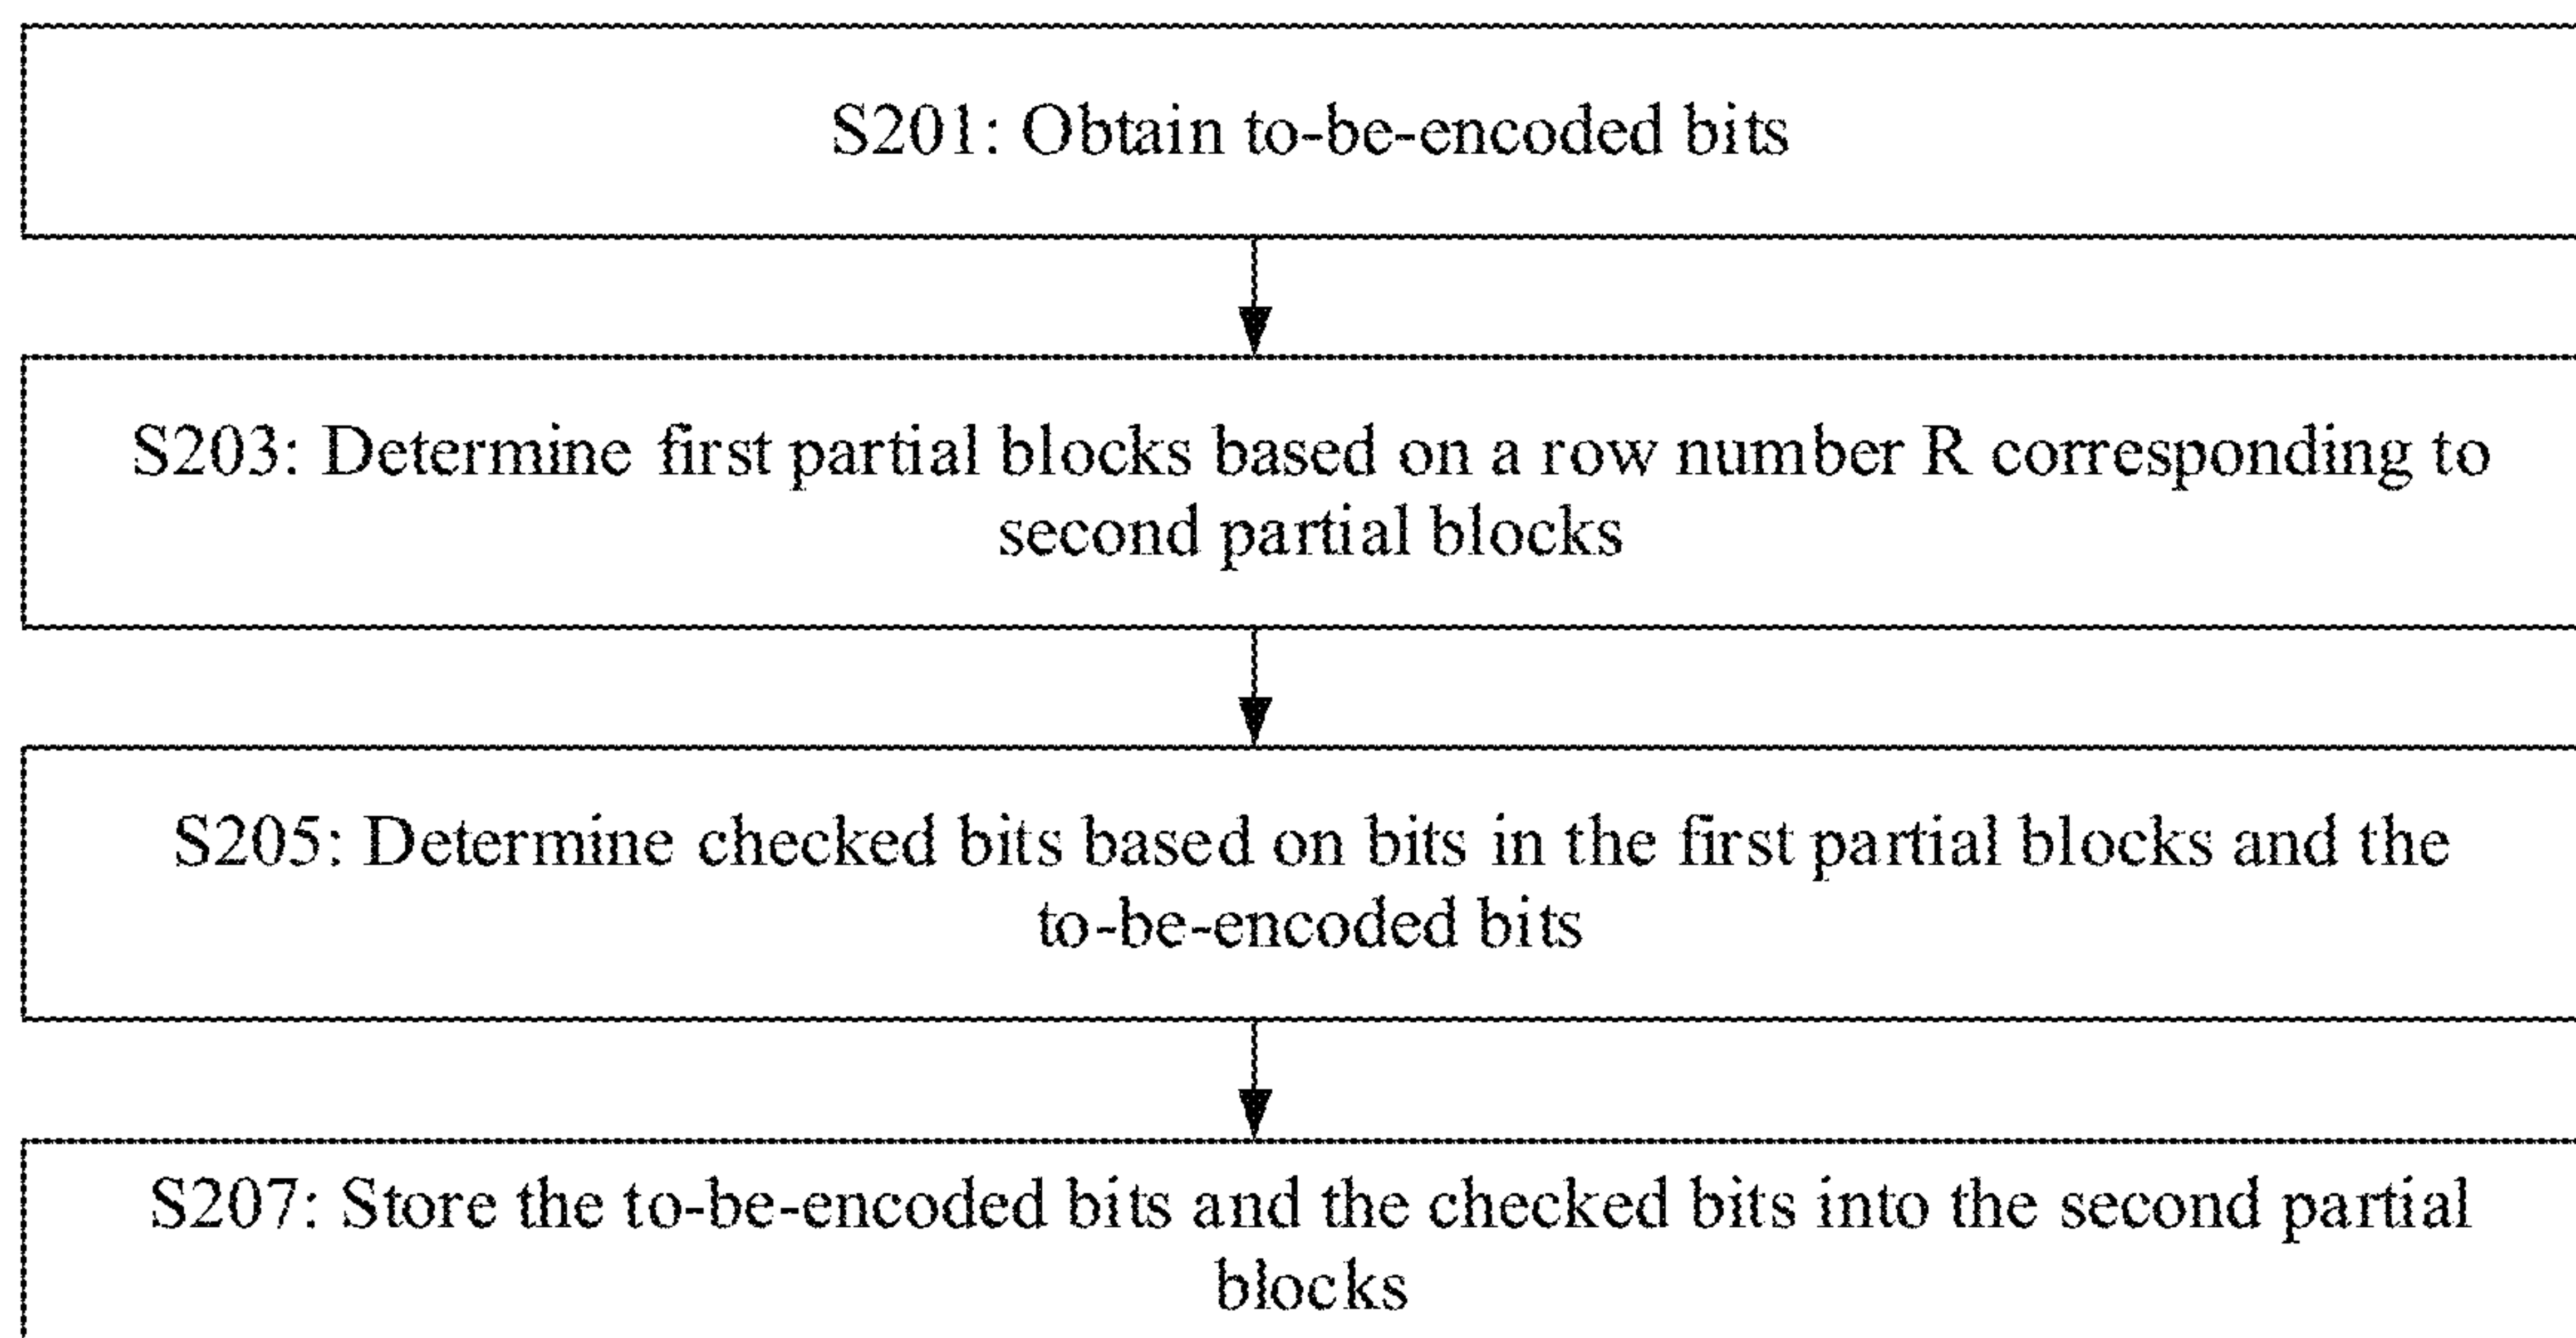 S201: Obtain to-be-encoded bits
S203: Determine first partial blocks based on a row number R corresponding to
second partial blocks
S205: Determine checked bits based on bits in the first partial blocks and the
to-be-encoded bits
S207: Store the to-be-encoded bits and the checked bits into the second partial
blocks